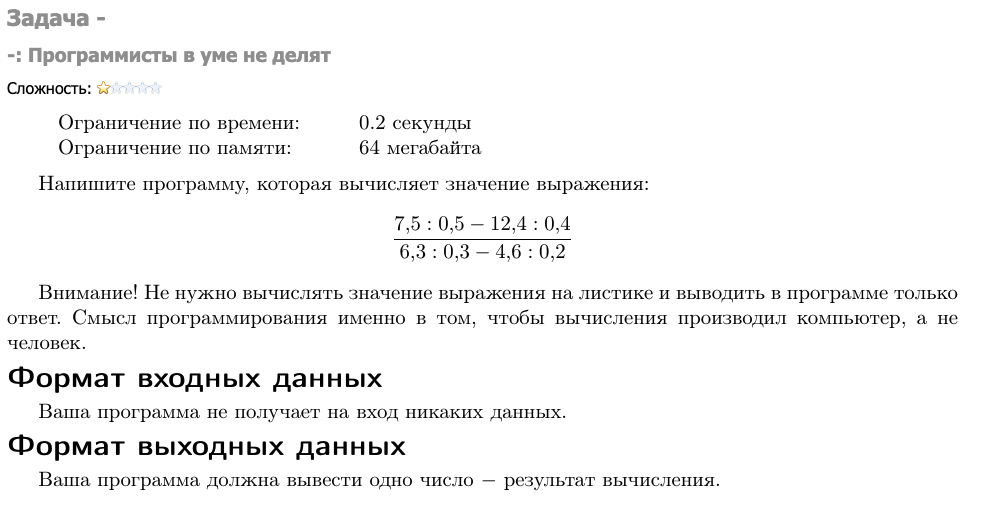 Задача -
-: Программисты в уме не делят
Сложность:
Ограничение по времени: 0.2 секунды
Ограничение по памяти: 64 мегабайта
Напишите программу, которая вычисляет значение выражения:
7,5 : 0,5 − 12,4 : 0,4
6,3 : 0,3 − 4,6 : 0,2
Внимание! Не нужно вычислять значение выражения на листике и выводить в программе только
ответ. Смысл программирования именно в том, чтобы вычисления производил компьютер, а не
человек.
Формат входных данных
Ваша программа не получает на вход никаких данных.
Формат выходных данных
Ваша программа должна вывести одно число − результат вычисления.